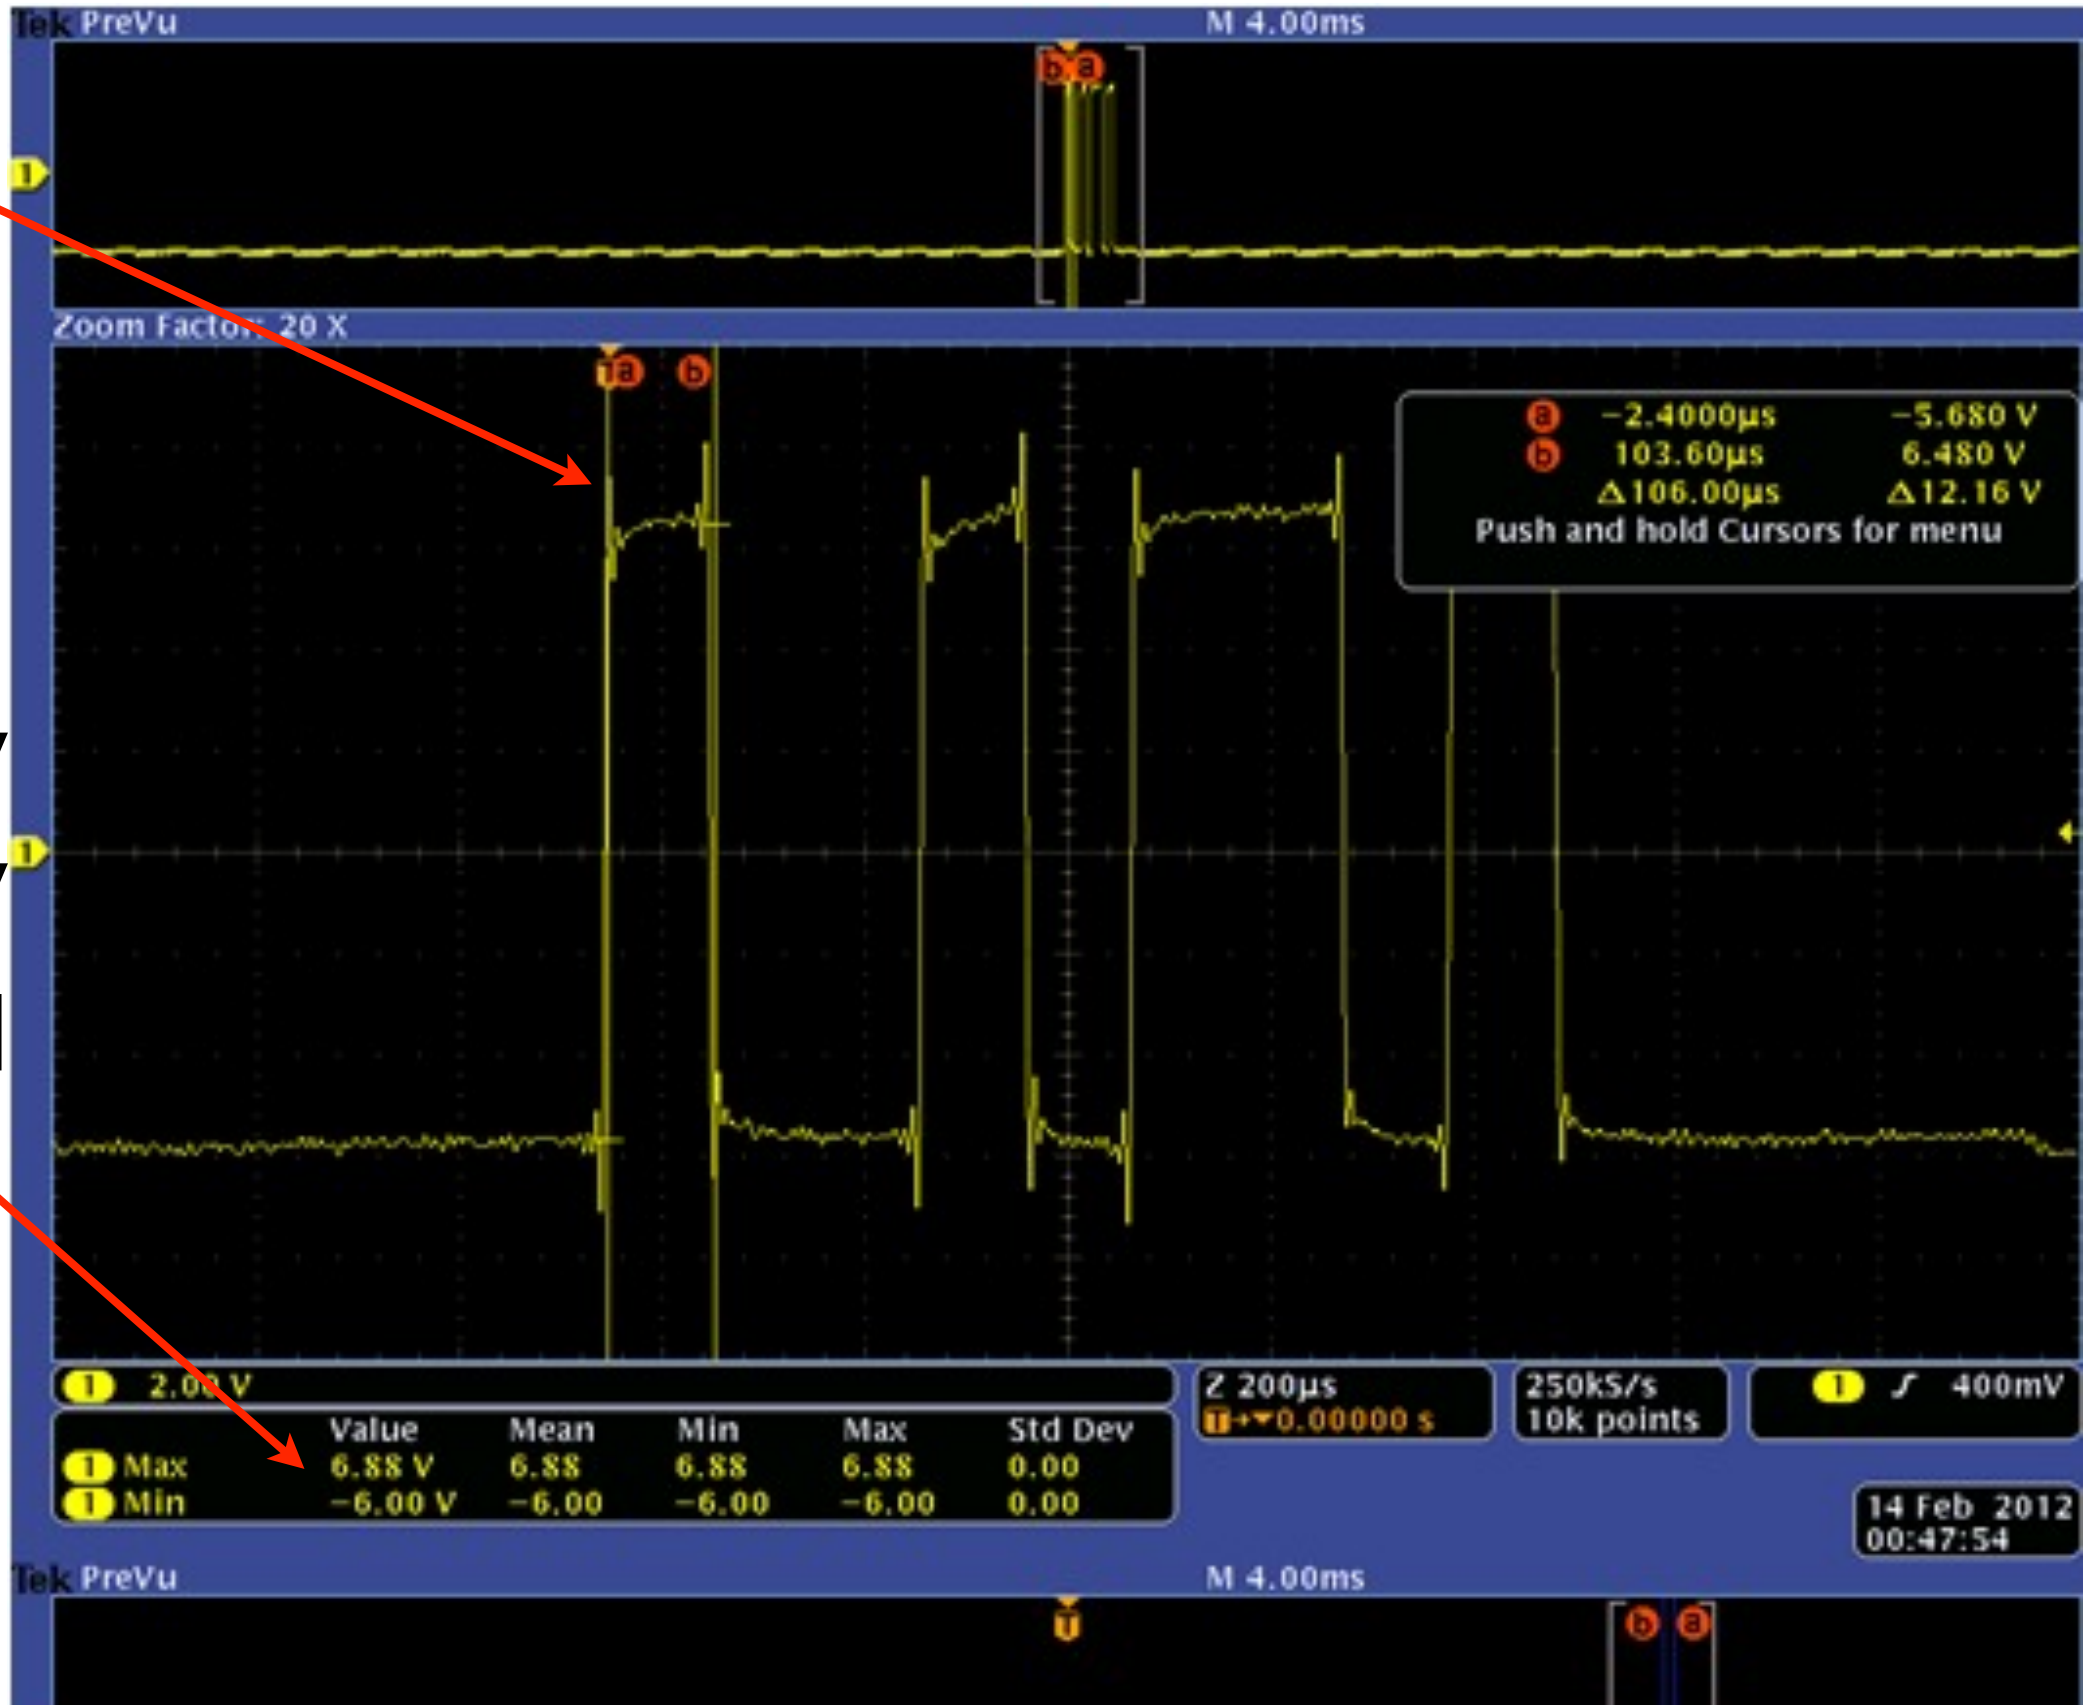 Tek PreVu M 4.00ms
b a
1
Zoom Factor: 20 X
T a b
a −2.4000µs −5.680 V
b 103.60µs 6.480 V
Δ106.00µs Δ12.16 V
Push and hold Cursors for menu
1
1 2.00 V
Z 200µs
T→▼0.00000 s
250kS/s
10k points
1 ∫ 400mV
Value Mean Min Max Std Dev
1 Max 6.88 V 6.88 6.88 6.88 0.00
1 Min −6.00 V −6.00 −6.00 −6.00 0.00
14 Feb 2012
00:47:54
Tek PreVu M 4.00ms
T b a